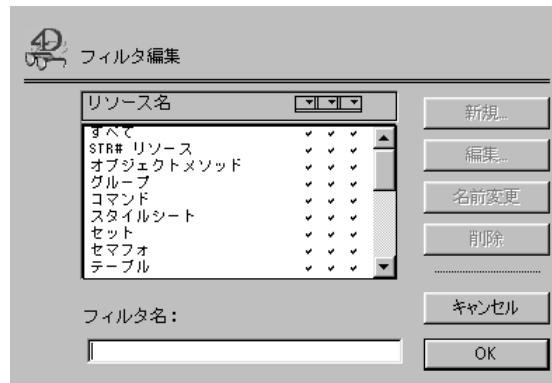 4D
フィルタ編集
リソース名
すべて
STR# リソース
オブジェクトメソッド
グループ
コマンド
スタイルシート
セット
セマフォ
テーブル
新規...
編集...
名前変更
削除
キャンセル
フィルタ名:
OK